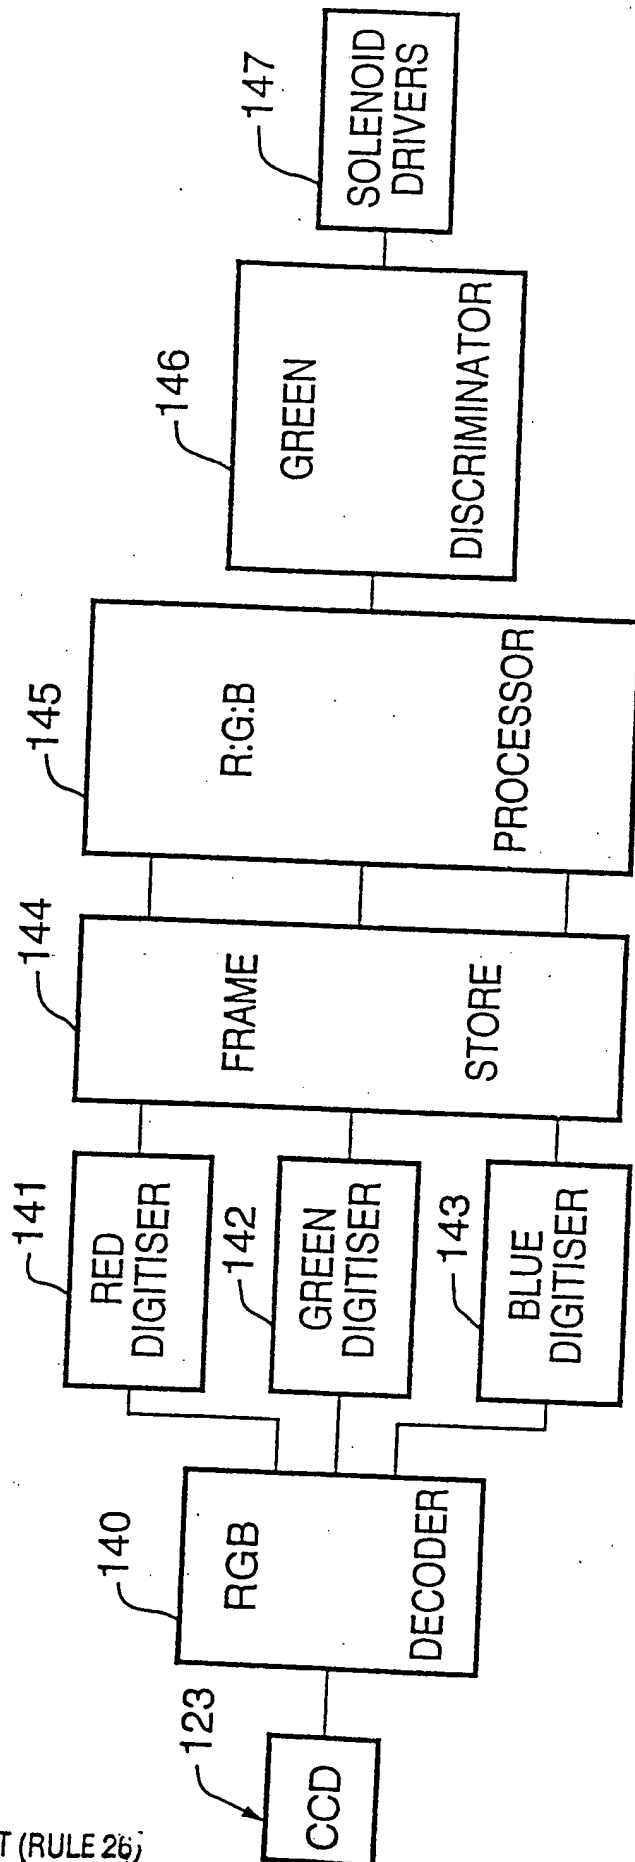 123
CCD
140
RGB
DECODER
141
RED
DIGITISER
142
GREEN
DIGITISER
143
BLUE
DIGITISER
144
FRAME
STORE
145
R:G:B
PROCESSOR
146
GREEN
DISCRIMINATOR
147
SOLENOID
DRIVERS
T (RULE 26)